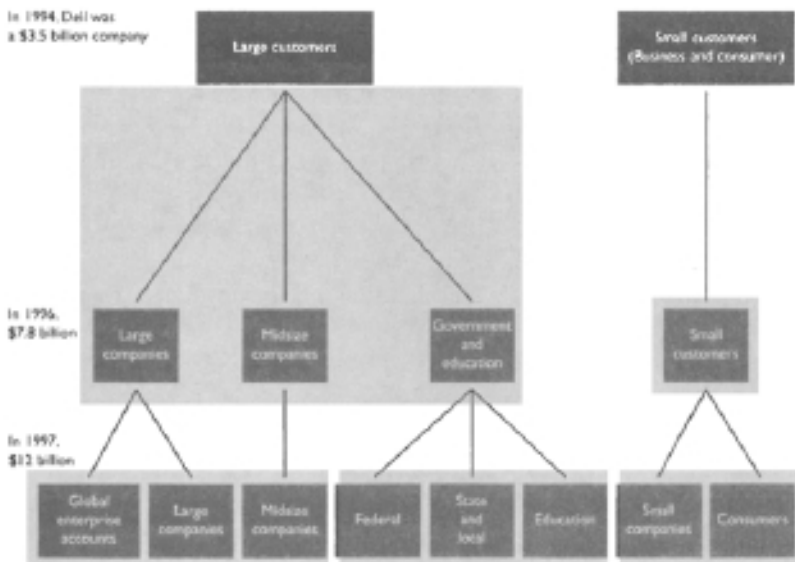 In 1994, Dell was
a $3.5 billion company
Large customers
Small customers
(Business and consumer)
In 1996,
$7.8 billion
Large
companies
Midsize
companies
Government
and
education
Small
customers
In 1997,
$12 billion
Global
enterprise
accounts
Large
companies
Midsize
companies
Federal
State
and
local
Education
Small
companies
Consumers